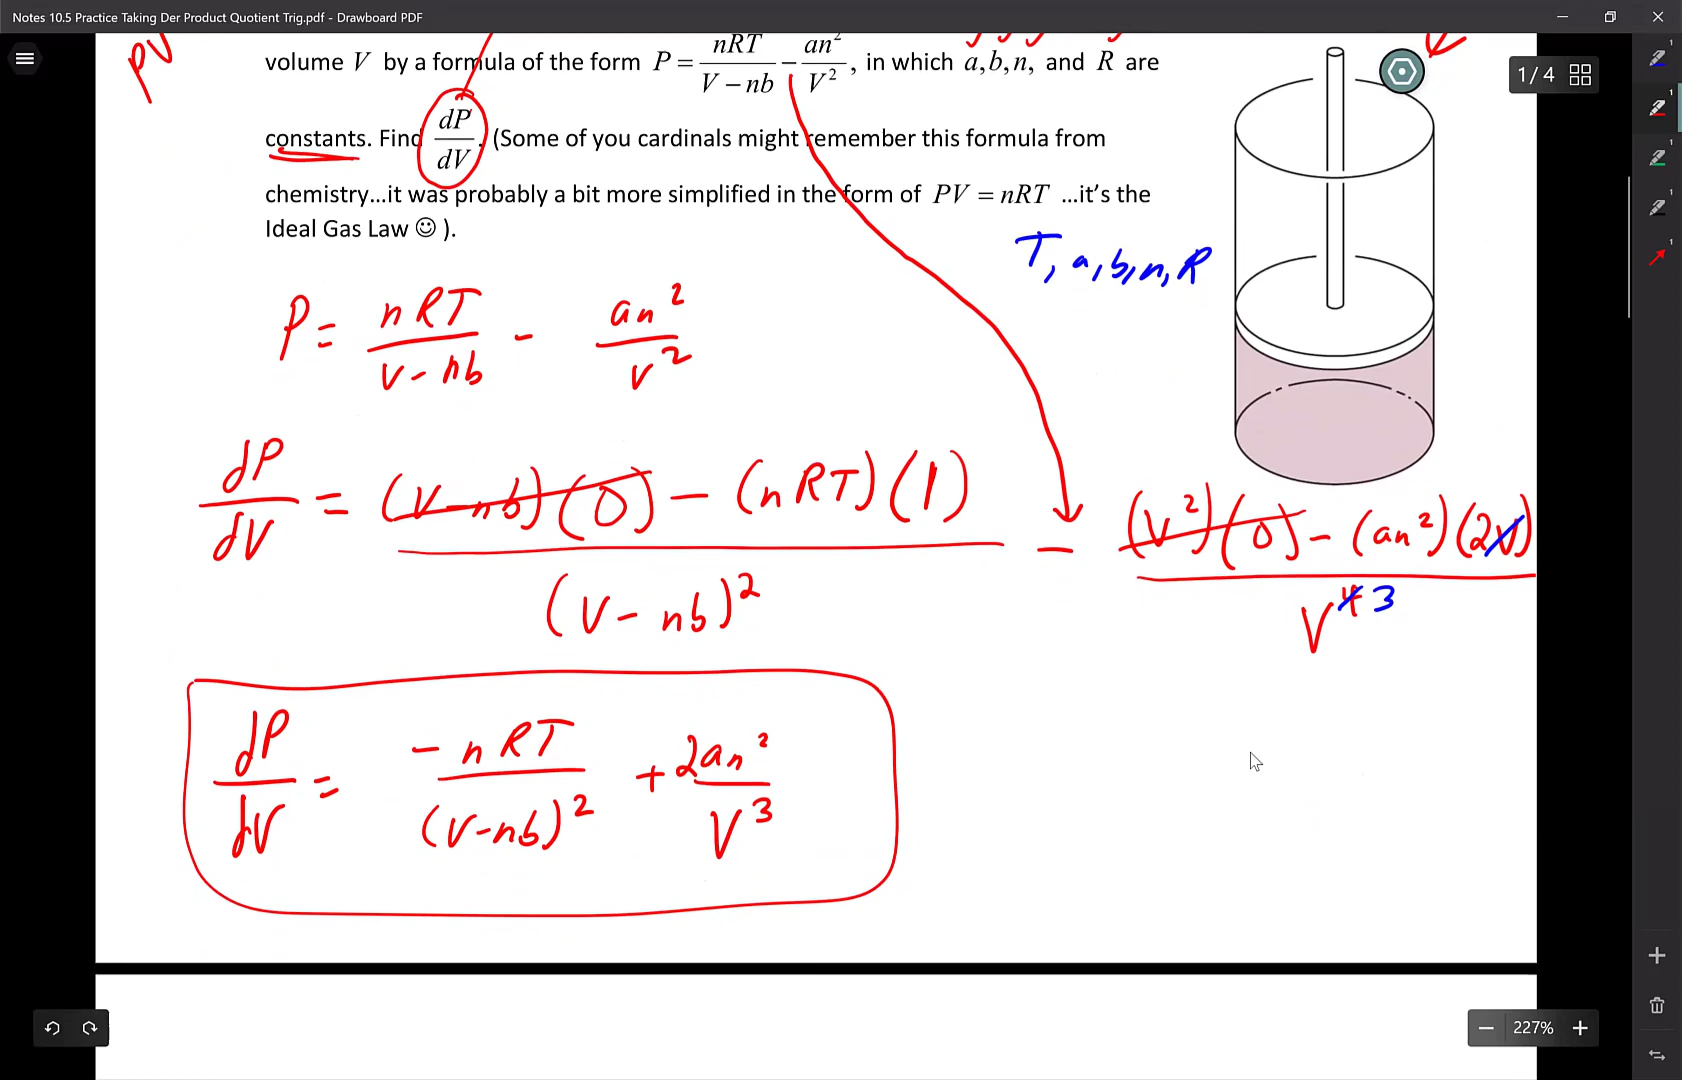 Notes 10.5 Practice Taking Der Product Quotient Trig.pdf - Drawboard PDF
PV
volume V by a formula of the form P = nRT/(V − nb) − an²/V², in which a, b, n, and R are
constants. Find dP/dV. (Some of you cardinals might remember this formula from
chemistry...it was probably a bit more simplified in the form of PV = nRT ...it's the
Ideal Gas Law ☺ ).
1 / 4
T, a, b, n, R
P = nRT/(V - nb) - an²/V²
dP/dV = ((V - nb)(0) - (nRT)(1))/(V - nb)² - ((V²)(0) - (an²)(2V))/V⁴ 3
dP/dV = -nRT/(V-nb)² + 2an²/V³
227%